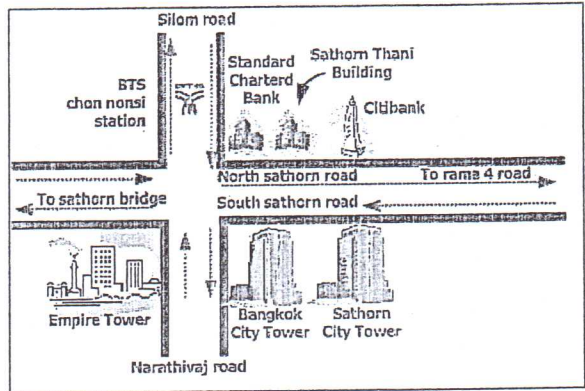 Silom road
BTS
chon nonsi
station
Standard
Charterd
Bank
Sathorn Thani
Building
Citibank
North sathorn road
To rama 4 road
To sathorn bridge
South sathorn road
Empire Tower
Bangkok
City Tower
Sathorn
City Tower
Narathivaj road